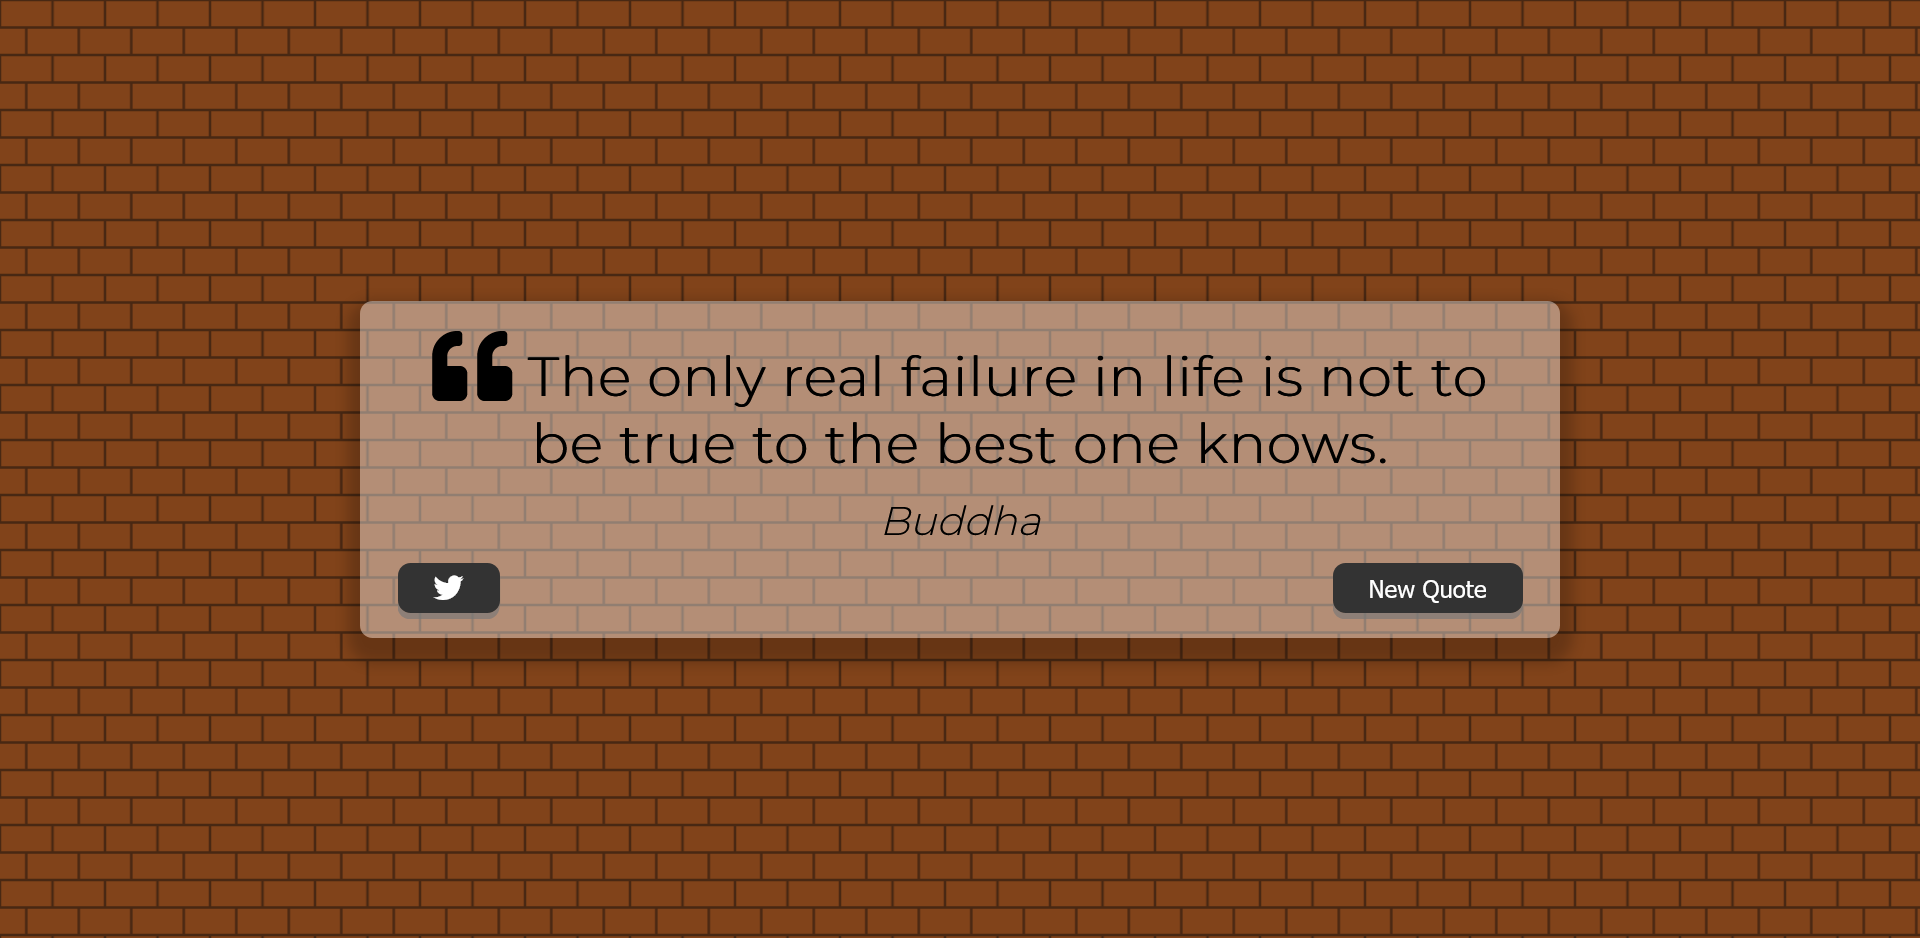 “ The only real failure in life is not to
be true to the best one knows.
Buddha
New Quote